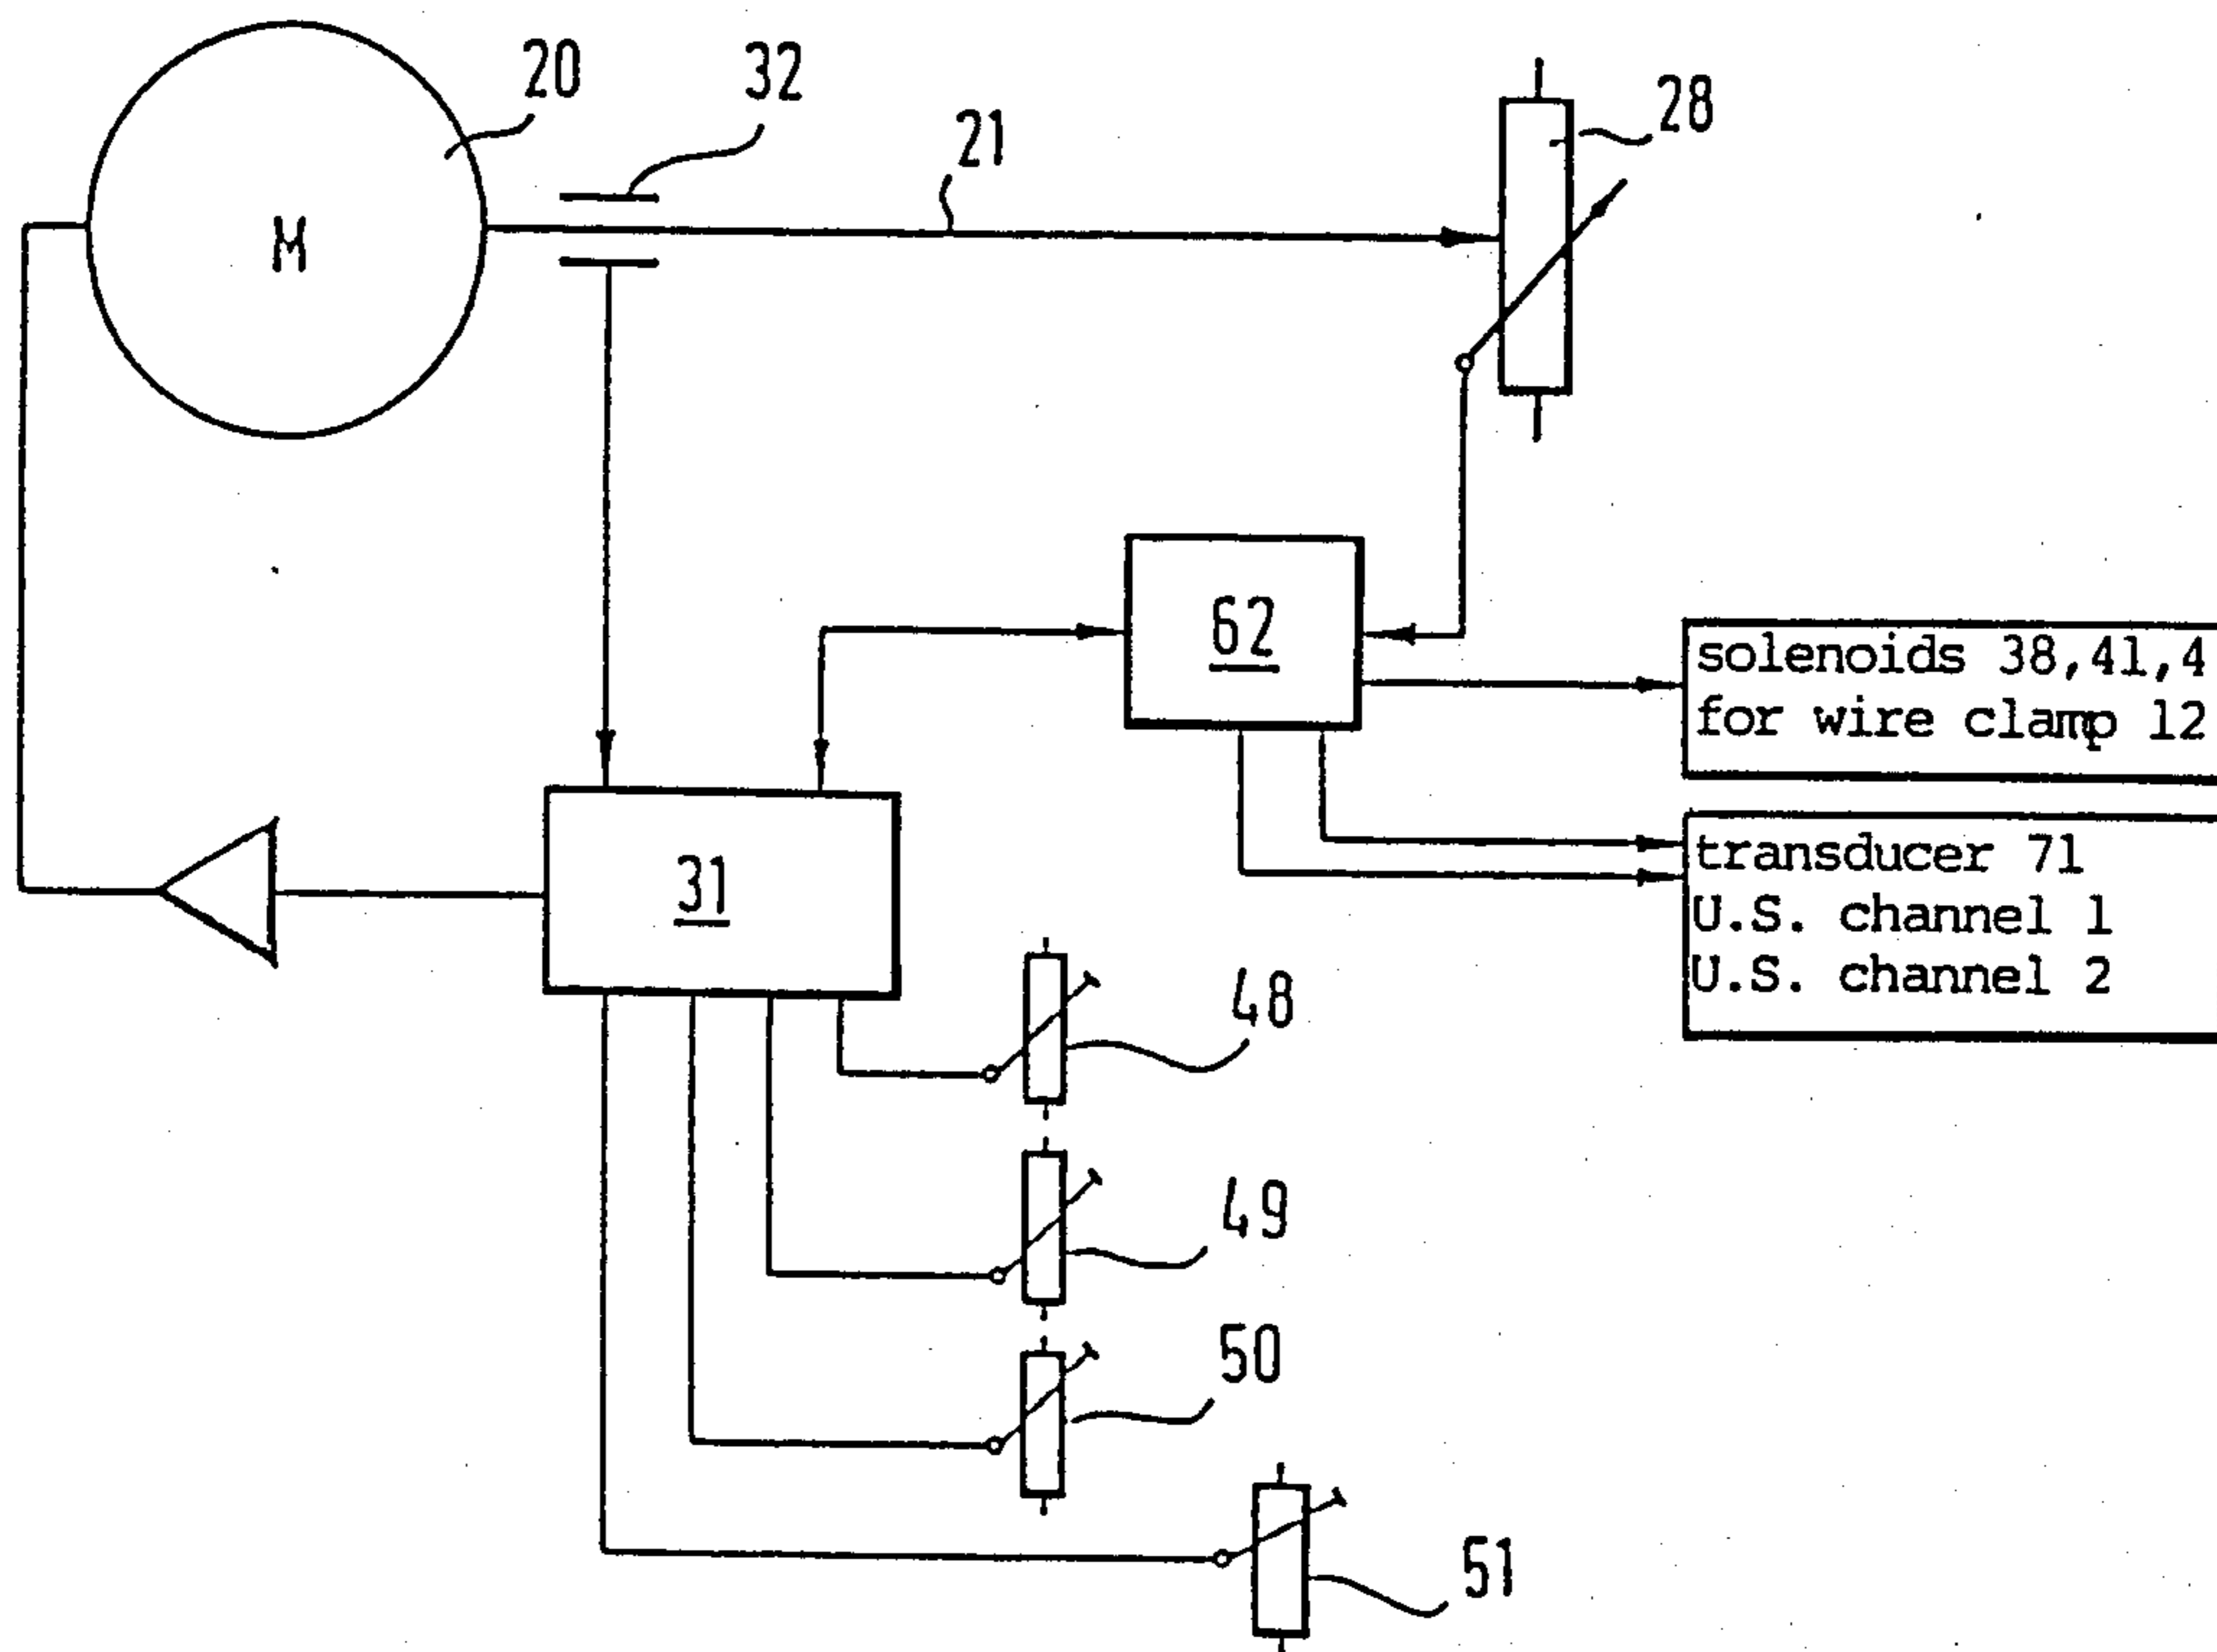 20
32
21
28
M
62
solenoids 38,41,4
for wire clamp 12
transducer 71
U.S. channel 1
U.S. channel 2
31
48
49
50
51